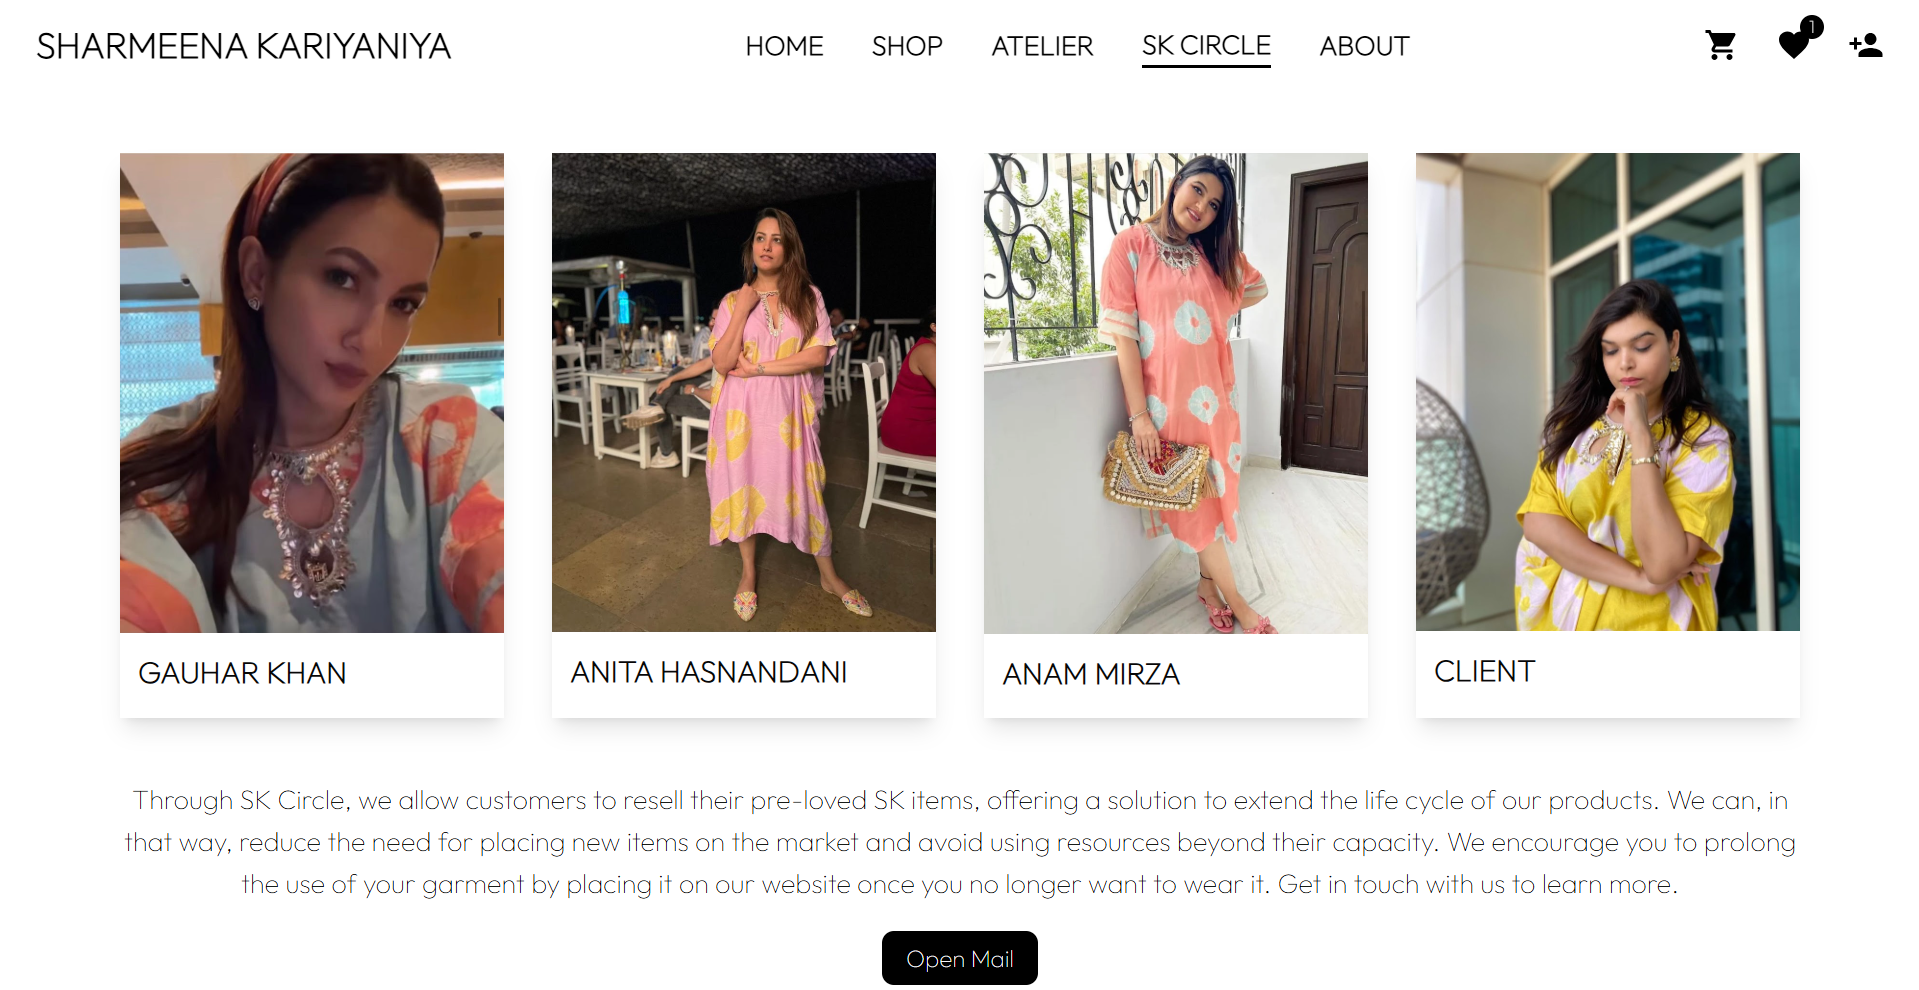 SHARMEENA KARIYANIYA
HOME SHOP ATELIER SK CIRCLE ABOUT
1
GAUHAR KHAN
ANITA HASNANDANI
ANAM MIRZA
CLIENT
Through SK Circle, we allow customers to resell their pre-loved SK items, offering a solution to extend the life cycle of our products. We can, in
that way, reduce the need for placing new items on the market and avoid using resources beyond their capacity. We encourage you to prolong
the use of your garment by placing it on our website once you no longer want to wear it. Get in touch with us to learn more.
Open Mail